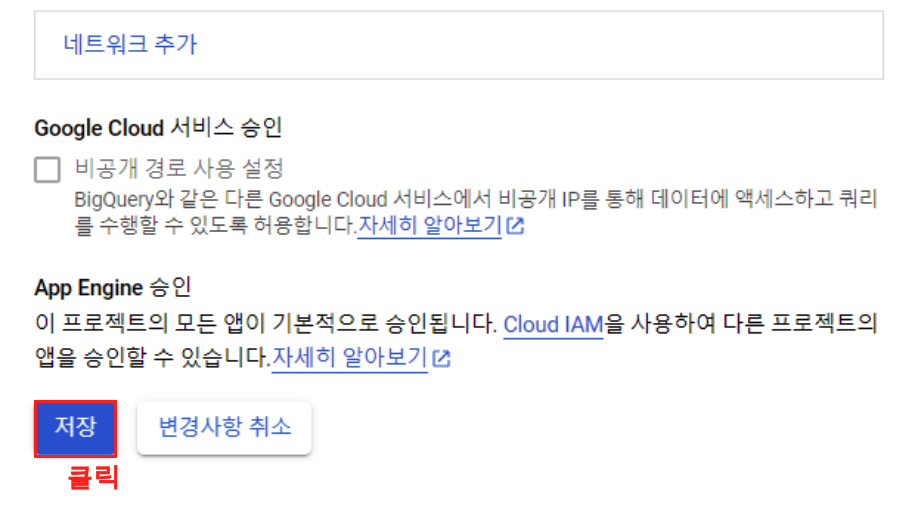 네트워크 추가
Google Cloud 서비스 승인
비공개 경로 사용 설정
BigQuery와 같은 다른 Google Cloud 서비스에서 비공개 IP를 통해 데이터에 액세스하고 쿼리
를 수행할 수 있도록 허용합니다.자세히 알아보기
App Engine 승인
이 프로젝트의 모든 앱이 기본적으로 승인됩니다. Cloud IAM을 사용하여 다른 프로젝트의
앱을 승인할 수 있습니다.자세히 알아보기
저장 변경사항 취소
클릭